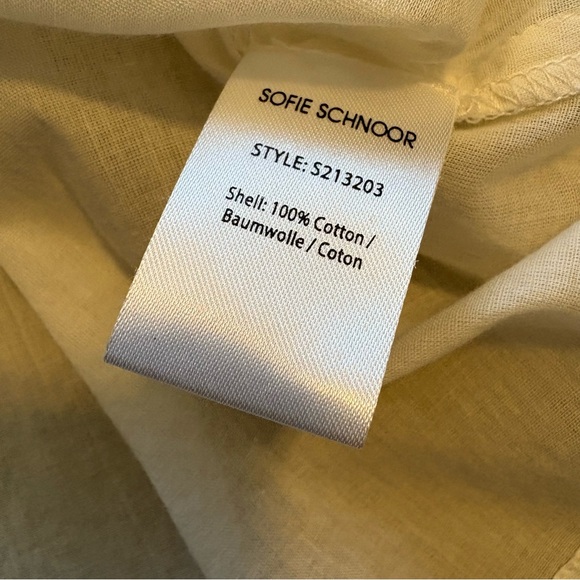 SOFIE SCHNOOR
STYLE: S213203
Shell: 100% Cotton /
Baumwolle / Coton